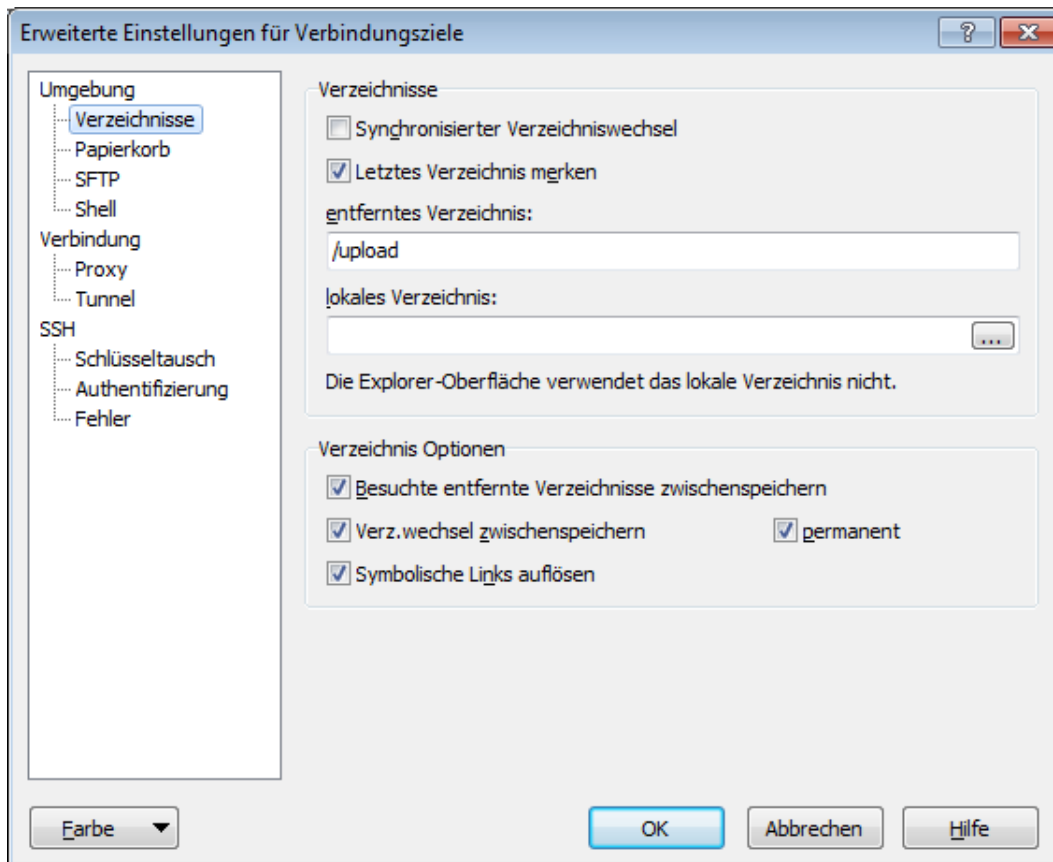 Erweiterte Einstellungen für Verbindungsziele
Umgebung
Verzeichnisse
Papierkorb
SFTP
Shell
Verbindung
Proxy
Tunnel
SSH
Schlüsseltausch
Authentifizierung
Fehler
Verzeichnisse
Synchronisierter Verzeichniswechsel
Letztes Verzeichnis merken
entferntes Verzeichnis:
/upload
lokales Verzeichnis:
...
Die Explorer-Oberfläche verwendet das lokale Verzeichnis nicht.
Verzeichnis Optionen
Besuchte entfernte Verzeichnisse zwischenspeichern
Verz.wechsel zwischenspeichern permanent
Symbolische Links auflösen
Farbe OK Abbrechen Hilfe